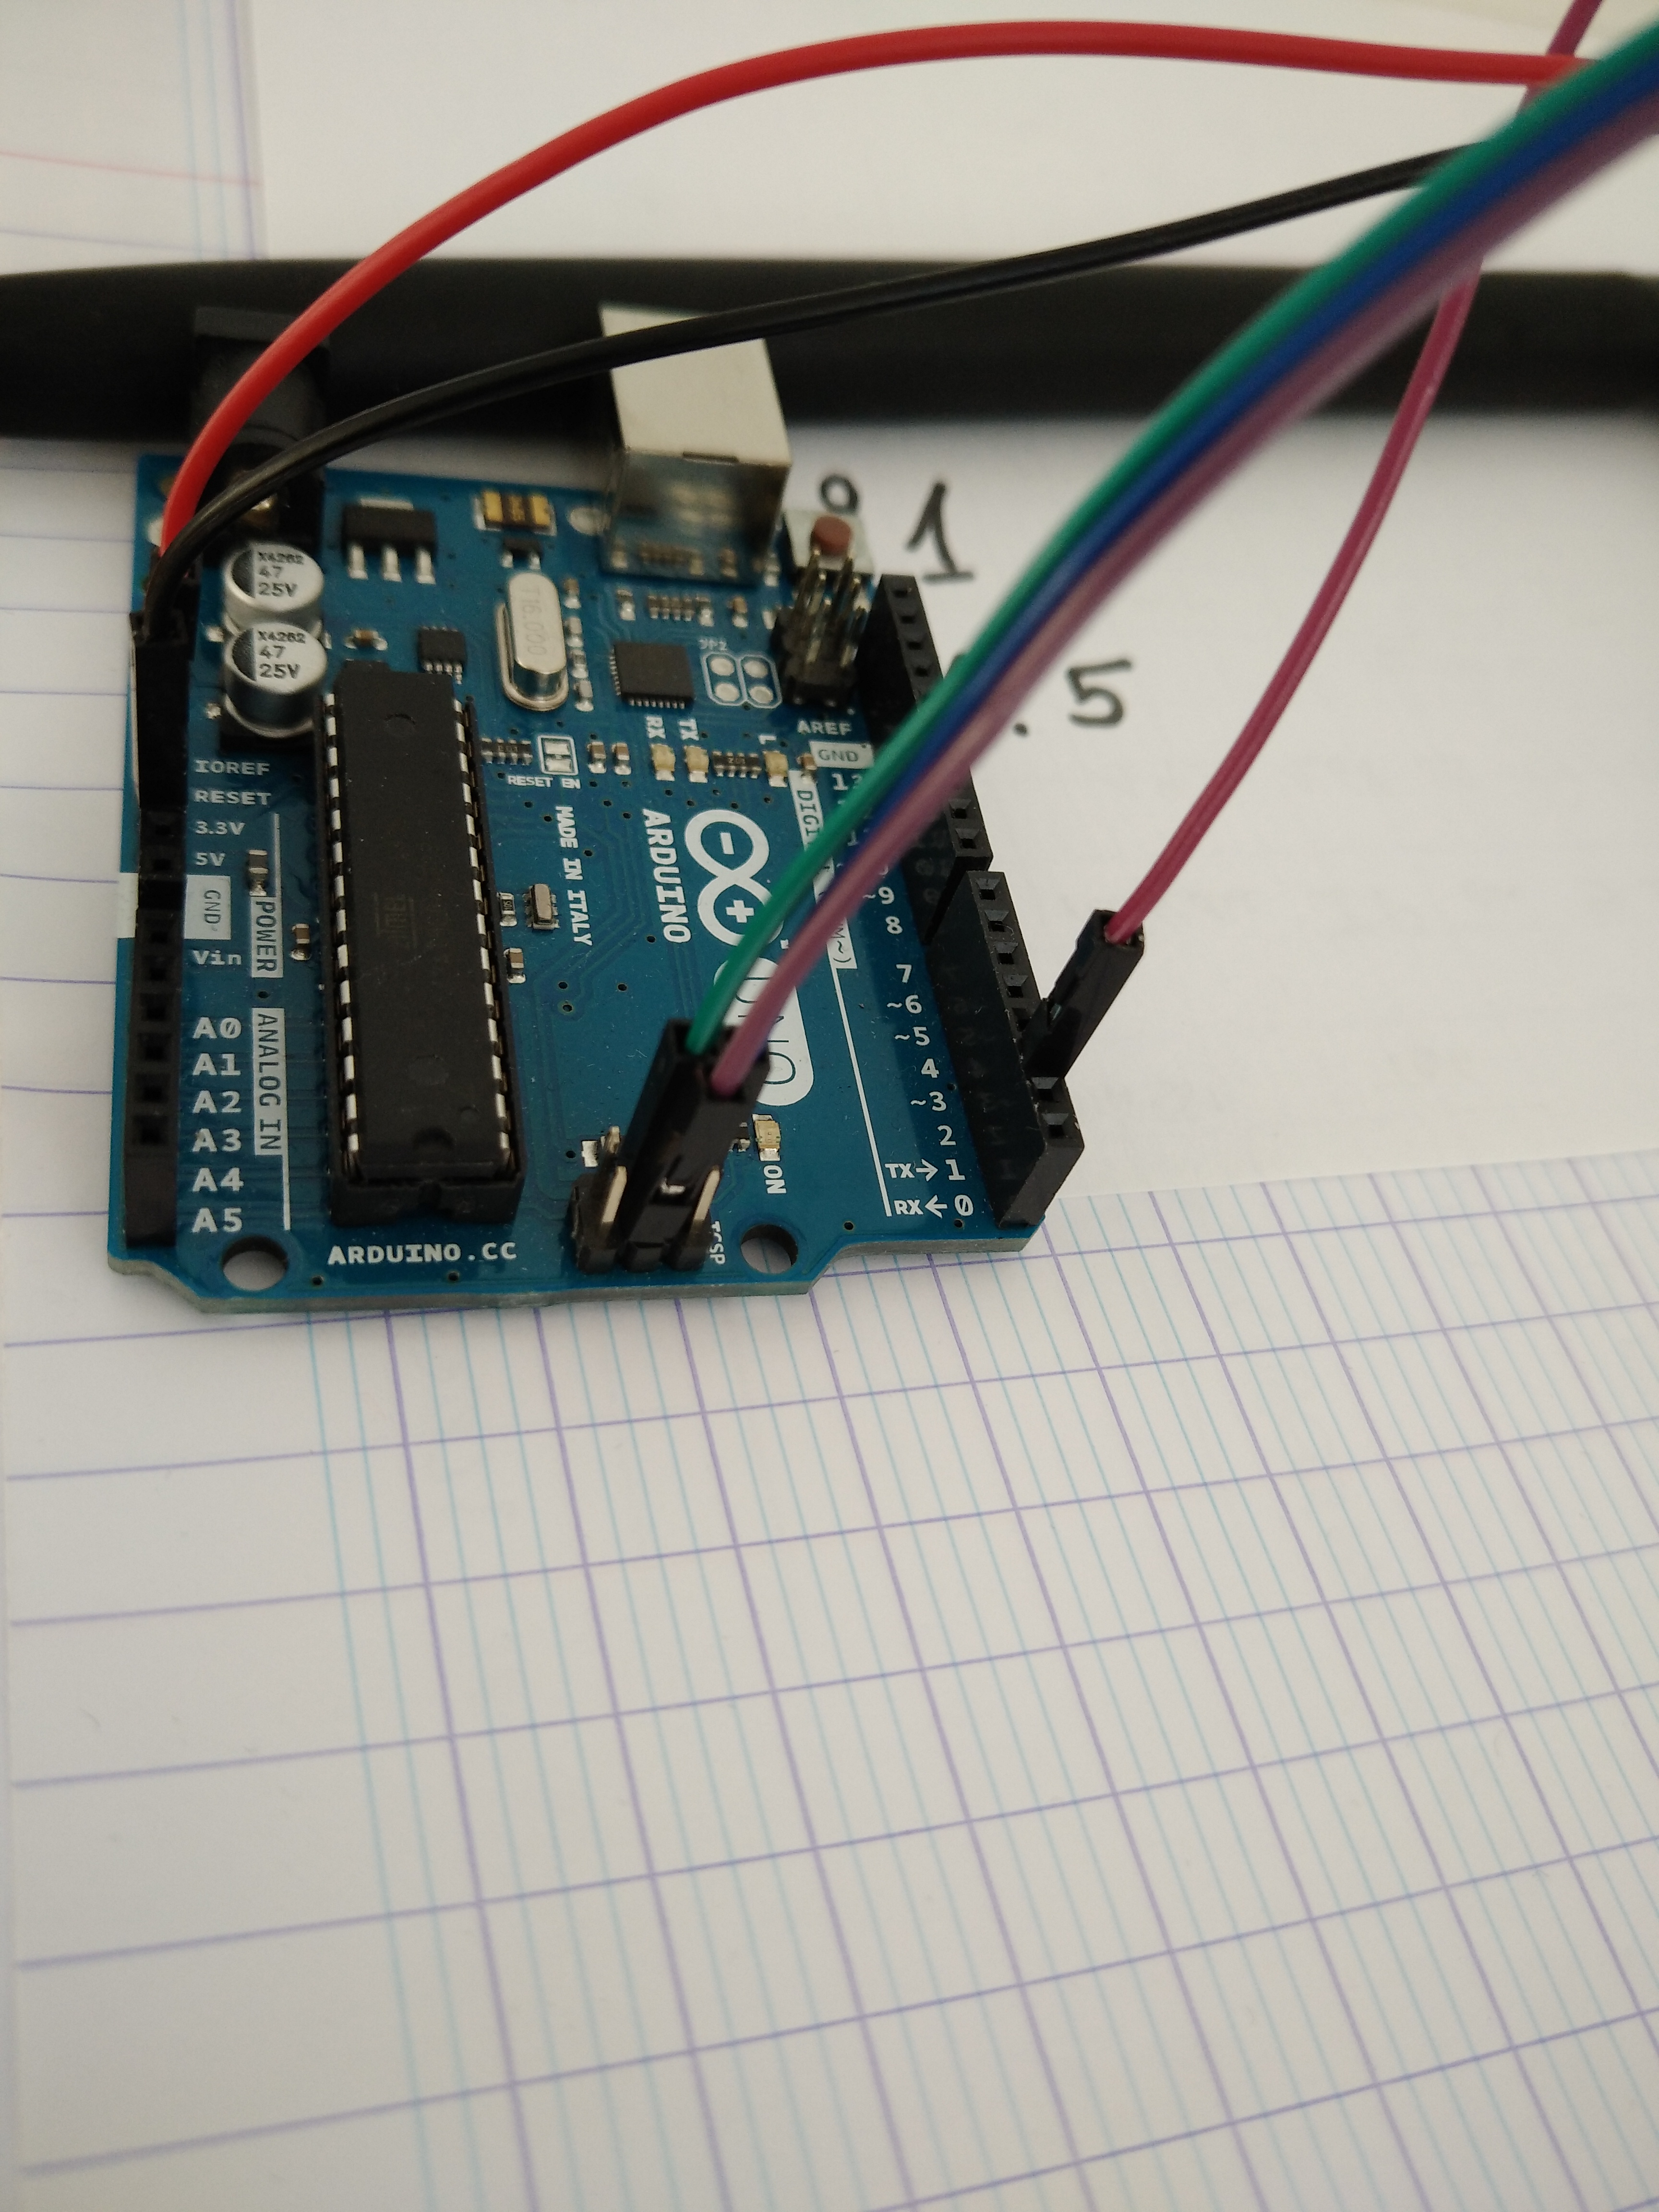 1
. 5
X4262
47
25V
X4262
47
25V
T16.000
RX
TX
L
RESET EN
AREF
GND
IOREF
RESET
3.3V
5V
GND
Vin
POWER
A0
A1
A2
A3
A4
A5
ANALOG IN
MADE IN ITALY
ARDUINO
~9
8
7
~6
~5
4
~3
2
TX→1
RX←0
ON
ICSP
ARDUINO.CC